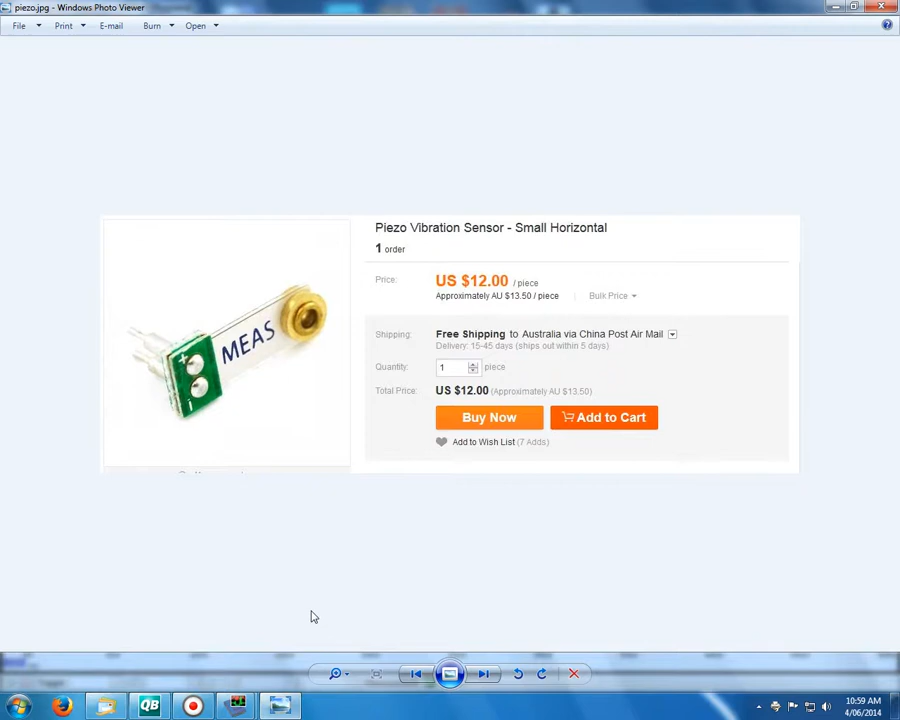 piezo.jpg - Windows Photo Viewer
File Print E-mail Burn Open
Piezo Vibration Sensor - Small Horizontal
1 order
Price: US $12.00 / piece
Approximately AU $13.50 / piece Bulk Price
Shipping: Free Shipping to Australia via China Post Air Mail
Delivery: 15-45 days (ships out within 5 days)
Quantity: 1 piece
Total Price: US $12.00 (Approximately AU $13.50)
Buy Now Add to Cart
Add to Wish List (7 Adds)
+
MEAS
-
QB
10:59 AM
4/06/2014